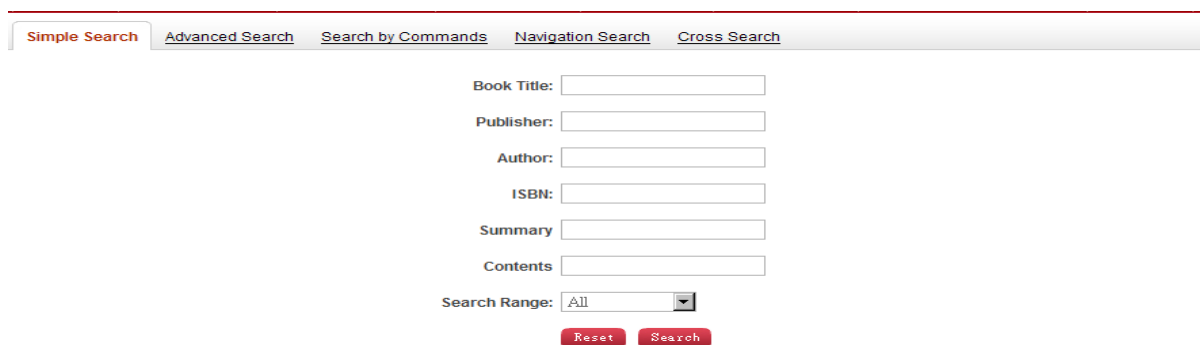 Simple Search Advanced Search Search by Commands Navigation Search Cross Search
Book Title:
Publisher:
Author:
ISBN:
Summary
Contents
Search Range: All
Reset Search